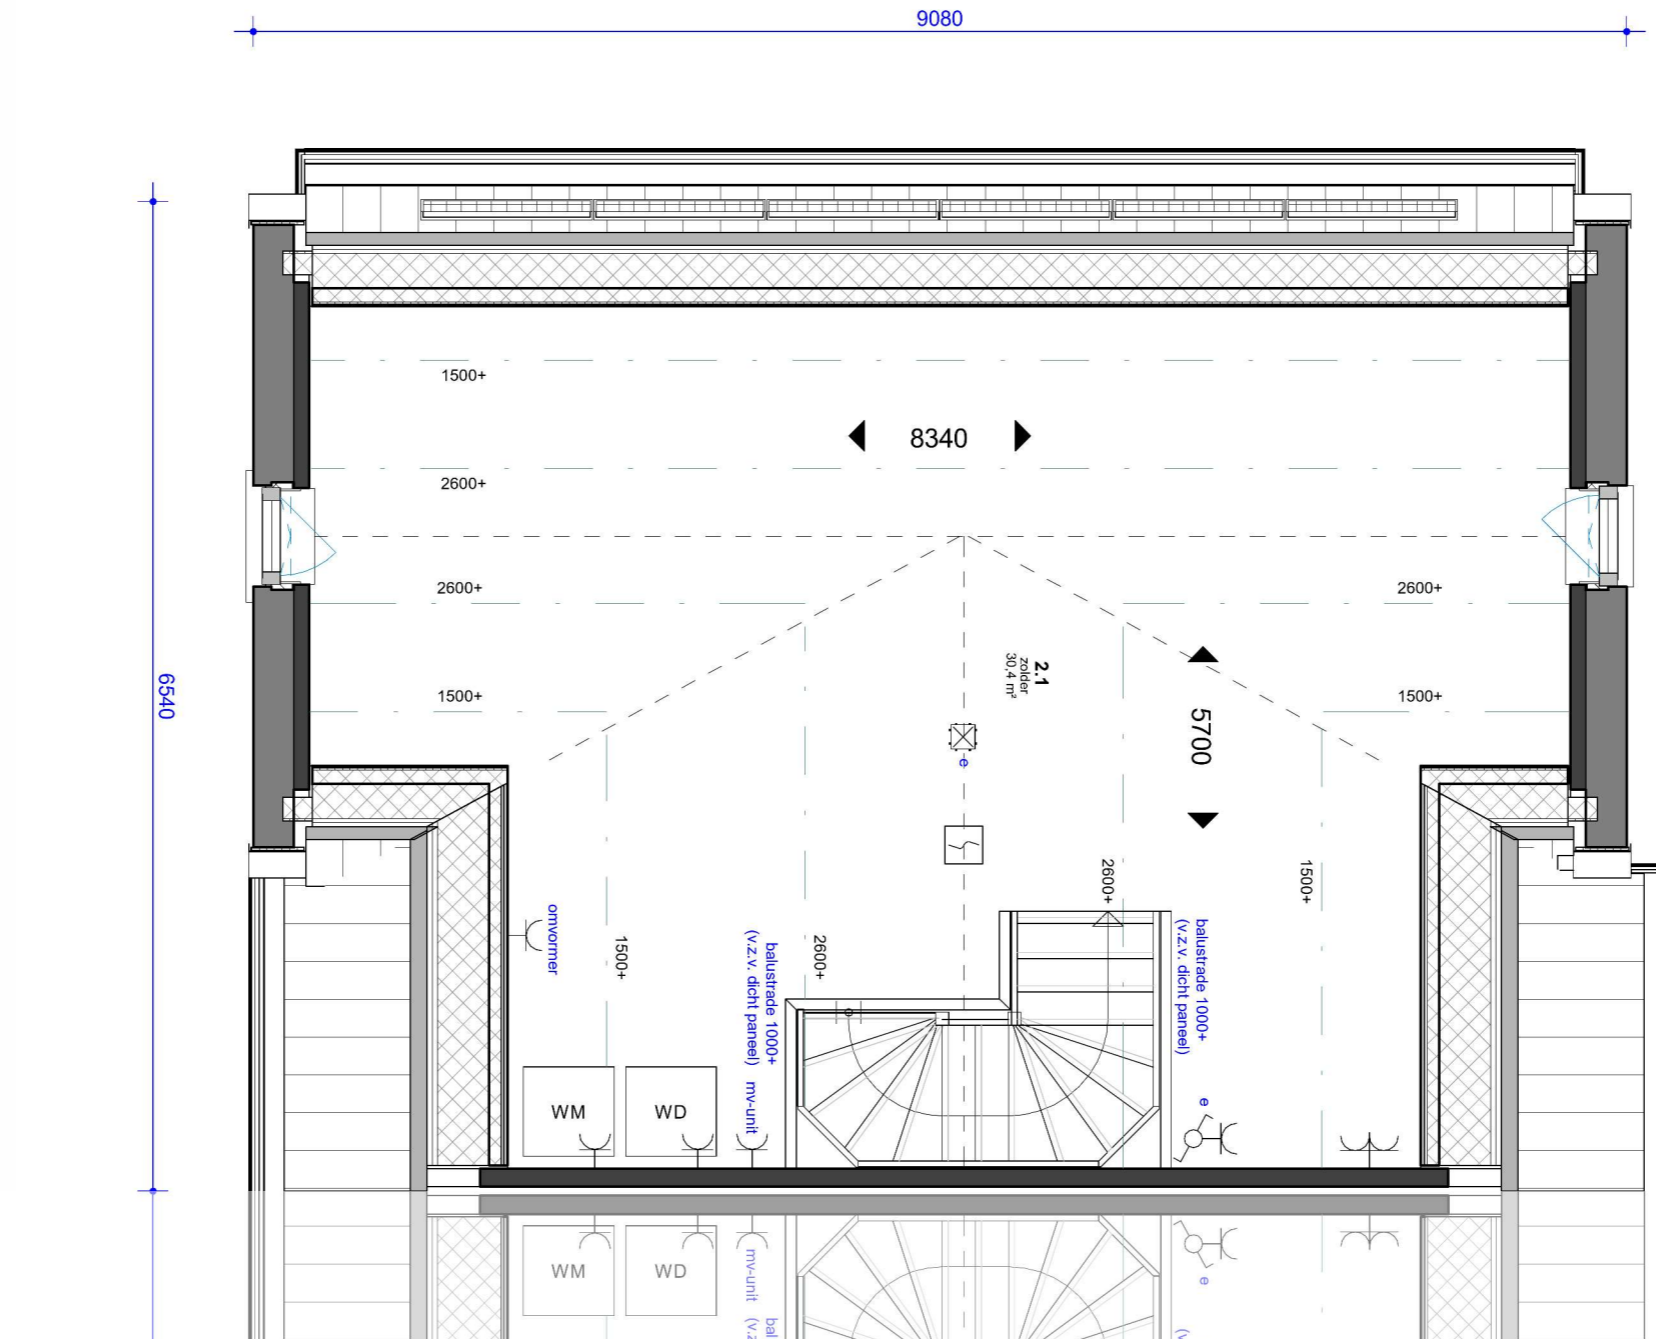 9080
1500+
8340
2600+
2600+
2600+
6540
2.1
zolder
30,4 m²
1500+
1500+
5700
e
2600+
1500+
omvormer
1500+
2600+
balustrade 1000+
(v.z.v. dicht paneel)
balustrade 1000+
(v.z.v. dicht paneel)
mv-unit
e
WM
WD
WM
WD
mv-unit
e
bal
(v.z
(v